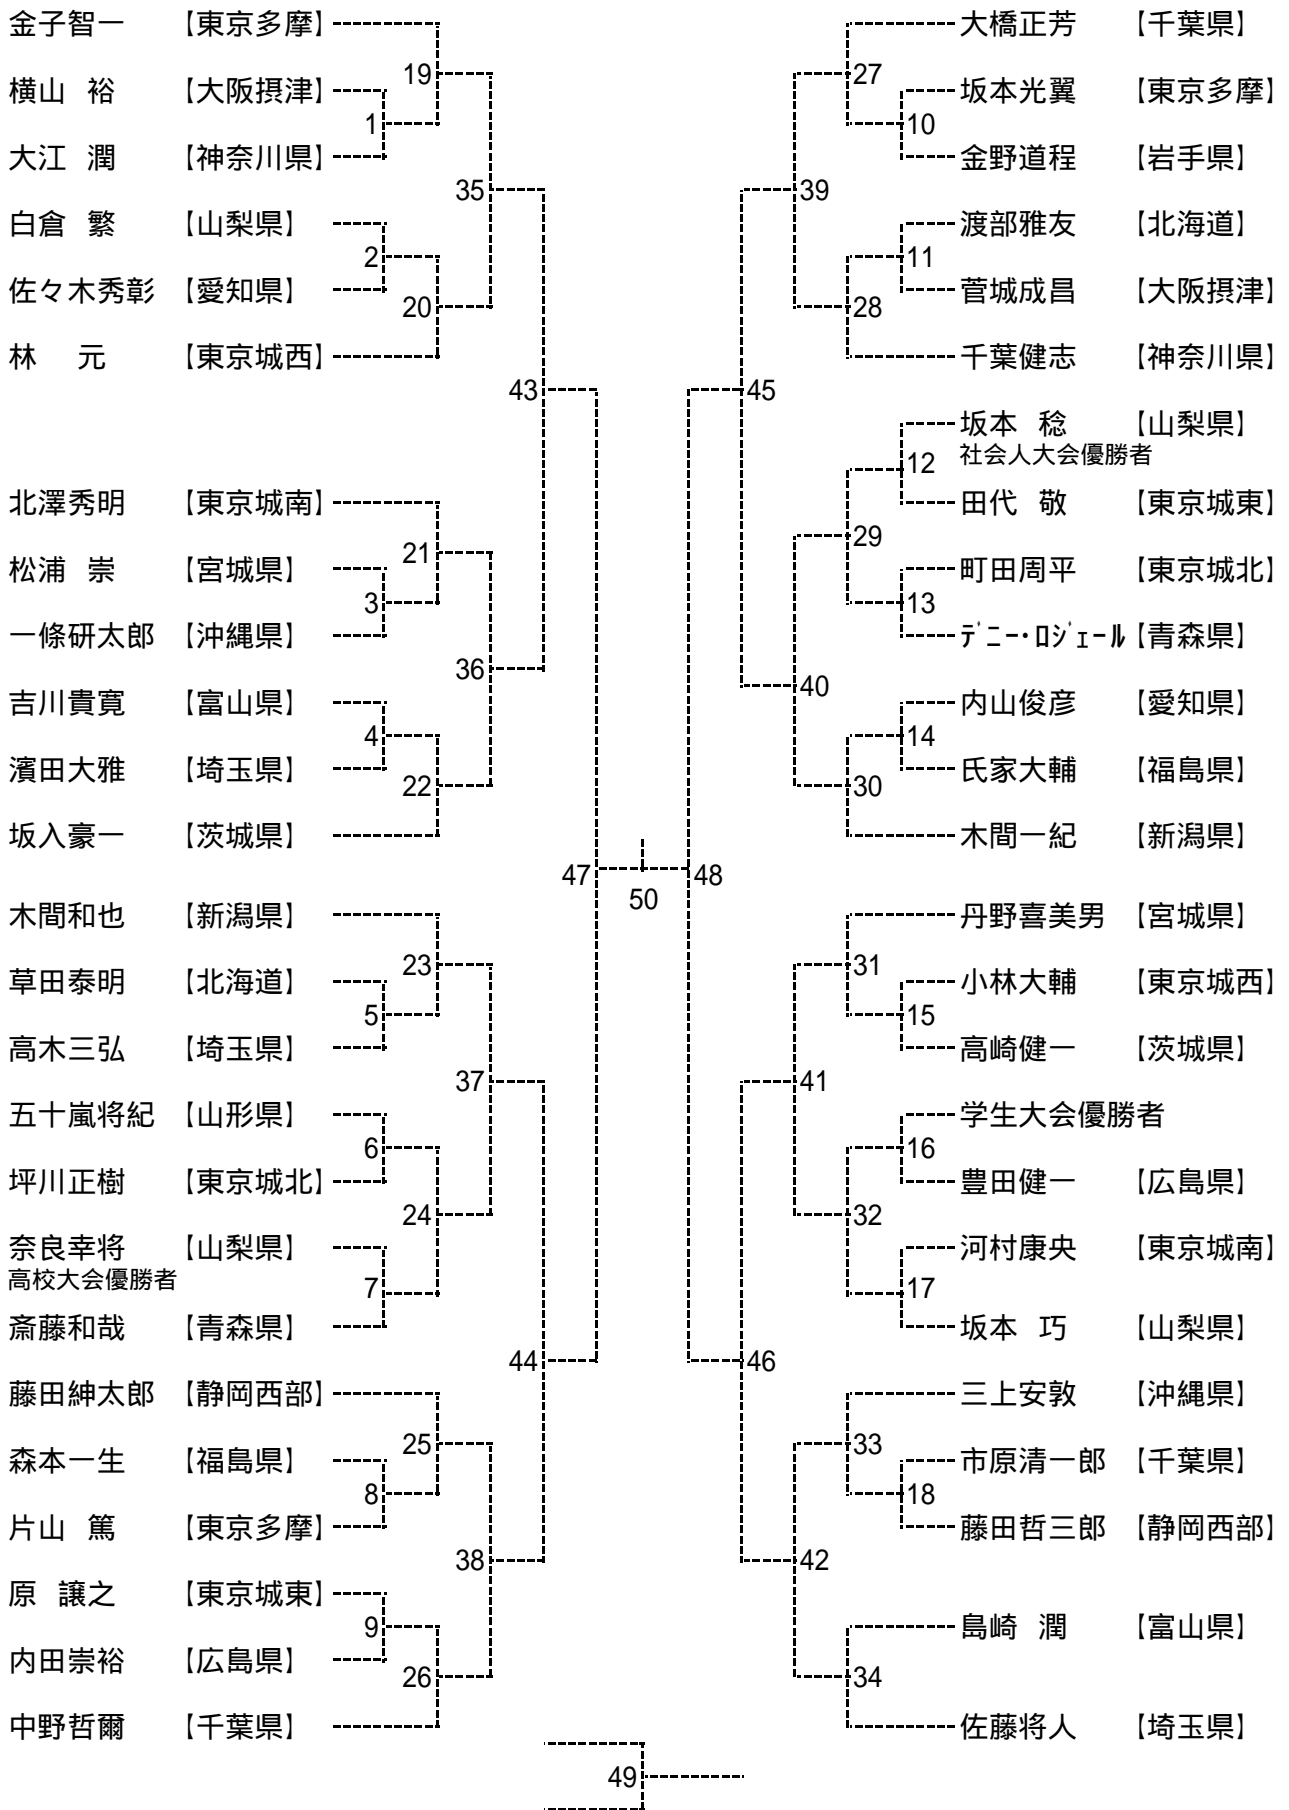 金子智一 【東京多摩】
19
横山 裕 【大阪摂津】
1
大江 潤 【神奈川県】
35
白倉 繁 【山梨県】
2
佐々木秀彰 【愛知県】
20
林 元 【東京城西】
43
北澤秀明 【東京城南】
21
松浦 崇 【宮城県】
3
一條研太郎 【沖縄県】
36
吉川貴寛 【富山県】
4
濱田大雅 【埼玉県】
22
坂入豪一 【茨城県】
47
木間和也 【新潟県】
23
草田泰明 【北海道】
5
高木三弘 【埼玉県】
37
五十嵐将紀 【山形県】
6
坪川正樹 【東京城北】
24
奈良幸将 【山梨県】
高校大会優勝者
7
斎藤和哉 【青森県】
44
藤田紳太郎 【静岡西部】
25
森本一生 【福島県】
8
片山 篤 【東京多摩】
38
原 譲之 【東京城東】
9
内田崇裕 【広島県】
26
中野哲爾 【千葉県】
50
49
大橋正芳 【千葉県】
27
坂本光翼 【東京多摩】
10
金野道程 【岩手県】
39
渡部雅友 【北海道】
11
菅城成昌 【大阪摂津】
28
千葉健志 【神奈川県】
45
坂本 稔 【山梨県】
社会人大会優勝者
12
田代 敬 【東京城東】
29
町田周平 【東京城北】
13
ﾃﾞﾆｰ･ﾛｼﾞｪｰﾙ 【青森県】
40
内山俊彦 【愛知県】
14
氏家大輔 【福島県】
30
木間一紀 【新潟県】
48
丹野喜美男 【宮城県】
31
小林大輔 【東京城西】
15
高崎健一 【茨城県】
41
学生大会優勝者
16
豊田健一 【広島県】
32
河村康央 【東京城南】
17
坂本 巧 【山梨県】
46
三上安敦 【沖縄県】
33
市原清一郎 【千葉県】
18
藤田哲三郎 【静岡西部】
42
島崎 潤 【富山県】
34
佐藤将人 【埼玉県】